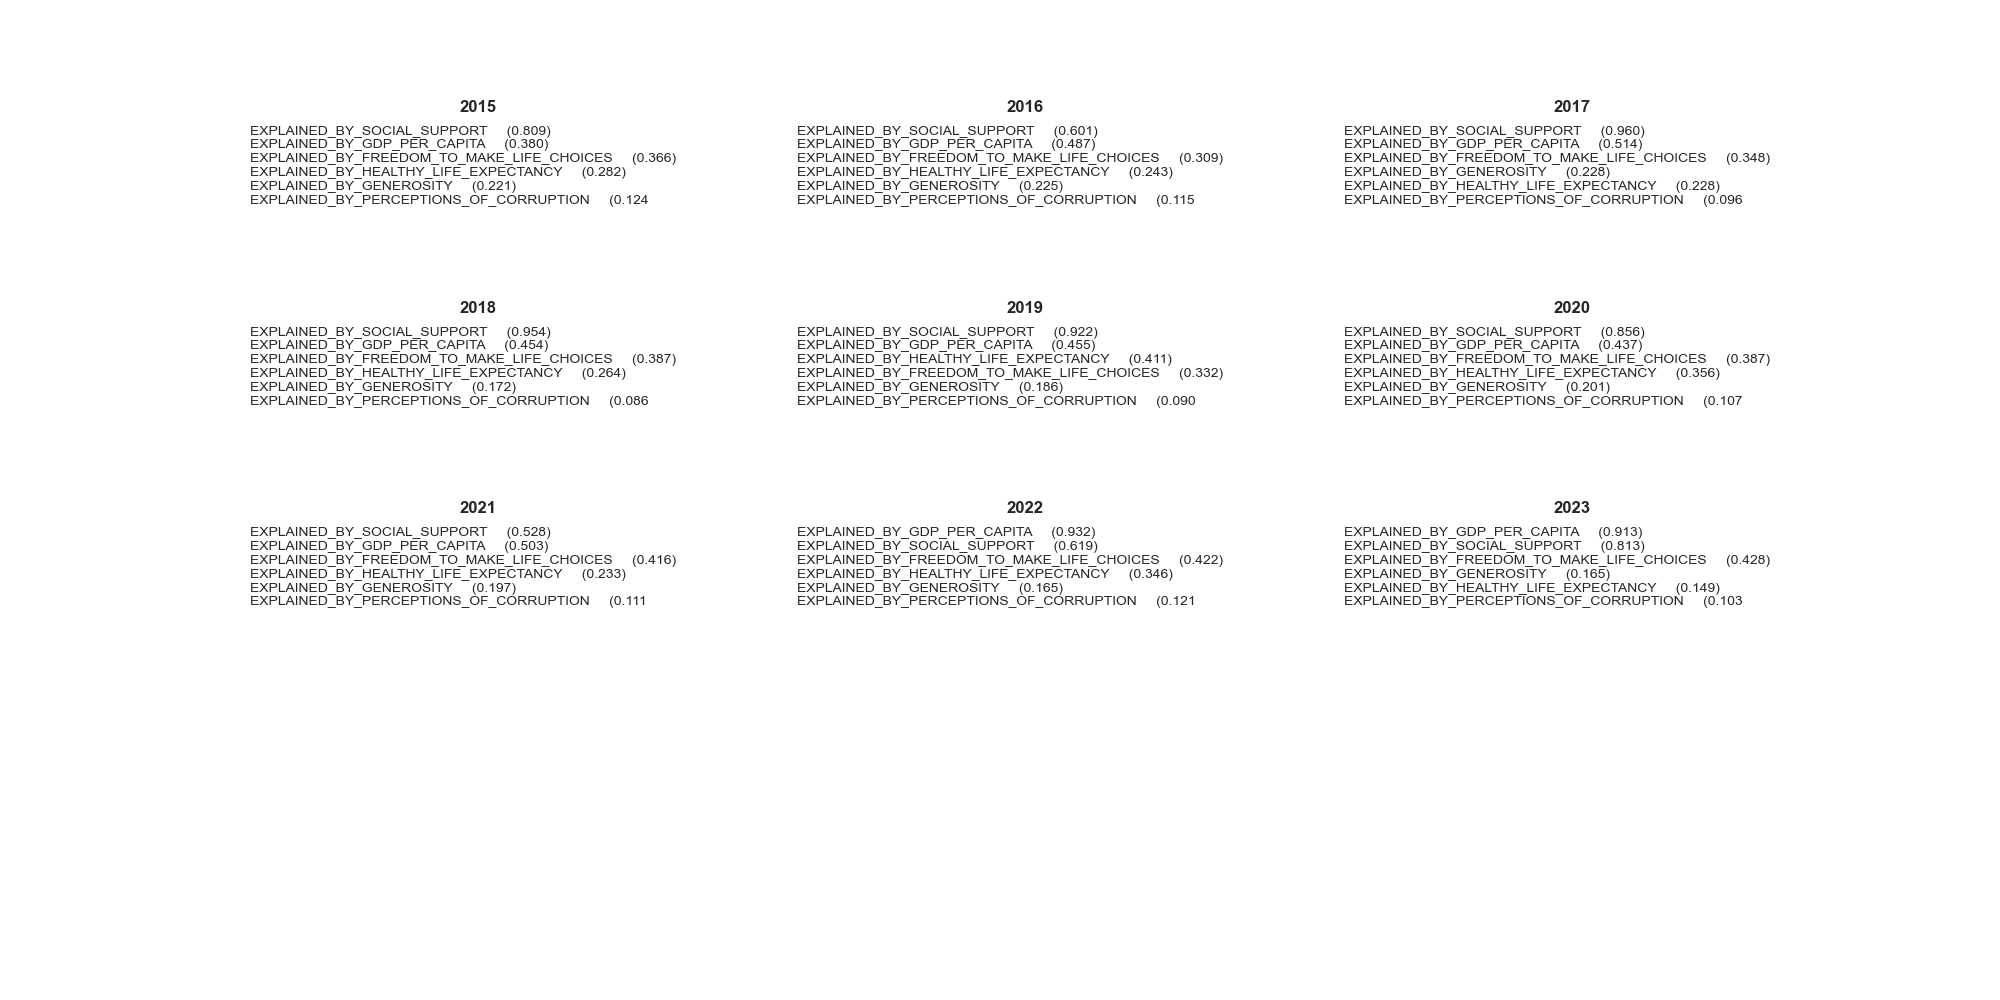 2015
EXPLAINED_BY_SOCIAL_SUPPORT (0.809)
EXPLAINED_BY_GDP_PER_CAPITA (0.380)
EXPLAINED_BY_FREEDOM_TO_MAKE_LIFE_CHOICES (0.366)
EXPLAINED_BY_HEALTHY_LIFE_EXPECTANCY (0.282)
EXPLAINED_BY_GENEROSITY (0.221)
EXPLAINED_BY_PERCEPTIONS_OF_CORRUPTION (0.124
2016
EXPLAINED_BY_SOCIAL_SUPPORT (0.601)
EXPLAINED_BY_GDP_PER_CAPITA (0.487)
EXPLAINED_BY_FREEDOM_TO_MAKE_LIFE_CHOICES (0.309)
EXPLAINED_BY_HEALTHY_LIFE_EXPECTANCY (0.243)
EXPLAINED_BY_GENEROSITY (0.225)
EXPLAINED_BY_PERCEPTIONS_OF_CORRUPTION (0.115
2017
EXPLAINED_BY_SOCIAL_SUPPORT (0.960)
EXPLAINED_BY_GDP_PER_CAPITA (0.514)
EXPLAINED_BY_FREEDOM_TO_MAKE_LIFE_CHOICES (0.348)
EXPLAINED_BY_GENEROSITY (0.228)
EXPLAINED_BY_HEALTHY_LIFE_EXPECTANCY (0.228)
EXPLAINED_BY_PERCEPTIONS_OF_CORRUPTION (0.096
2018
EXPLAINED_BY_SOCIAL_SUPPORT (0.954)
EXPLAINED_BY_GDP_PER_CAPITA (0.454)
EXPLAINED_BY_FREEDOM_TO_MAKE_LIFE_CHOICES (0.387)
EXPLAINED_BY_HEALTHY_LIFE_EXPECTANCY (0.264)
EXPLAINED_BY_GENEROSITY (0.172)
EXPLAINED_BY_PERCEPTIONS_OF_CORRUPTION (0.086
2019
EXPLAINED_BY_SOCIAL_SUPPORT (0.922)
EXPLAINED_BY_GDP_PER_CAPITA (0.455)
EXPLAINED_BY_HEALTHY_LIFE_EXPECTANCY (0.411)
EXPLAINED_BY_FREEDOM_TO_MAKE_LIFE_CHOICES (0.332)
EXPLAINED_BY_GENEROSITY (0.186)
EXPLAINED_BY_PERCEPTIONS_OF_CORRUPTION (0.090
2020
EXPLAINED_BY_SOCIAL_SUPPORT (0.856)
EXPLAINED_BY_GDP_PER_CAPITA (0.437)
EXPLAINED_BY_FREEDOM_TO_MAKE_LIFE_CHOICES (0.387)
EXPLAINED_BY_HEALTHY_LIFE_EXPECTANCY (0.356)
EXPLAINED_BY_GENEROSITY (0.201)
EXPLAINED_BY_PERCEPTIONS_OF_CORRUPTION (0.107
2021
EXPLAINED_BY_SOCIAL_SUPPORT (0.528)
EXPLAINED_BY_GDP_PER_CAPITA (0.503)
EXPLAINED_BY_FREEDOM_TO_MAKE_LIFE_CHOICES (0.416)
EXPLAINED_BY_HEALTHY_LIFE_EXPECTANCY (0.233)
EXPLAINED_BY_GENEROSITY (0.197)
EXPLAINED_BY_PERCEPTIONS_OF_CORRUPTION (0.111
2022
EXPLAINED_BY_GDP_PER_CAPITA (0.932)
EXPLAINED_BY_SOCIAL_SUPPORT (0.619)
EXPLAINED_BY_FREEDOM_TO_MAKE_LIFE_CHOICES (0.422)
EXPLAINED_BY_HEALTHY_LIFE_EXPECTANCY (0.346)
EXPLAINED_BY_GENEROSITY (0.165)
EXPLAINED_BY_PERCEPTIONS_OF_CORRUPTION (0.121
2023
EXPLAINED_BY_GDP_PER_CAPITA (0.913)
EXPLAINED_BY_SOCIAL_SUPPORT (0.813)
EXPLAINED_BY_FREEDOM_TO_MAKE_LIFE_CHOICES (0.428)
EXPLAINED_BY_GENEROSITY (0.165)
EXPLAINED_BY_HEALTHY_LIFE_EXPECTANCY (0.149)
EXPLAINED_BY_PERCEPTIONS_OF_CORRUPTION (0.103